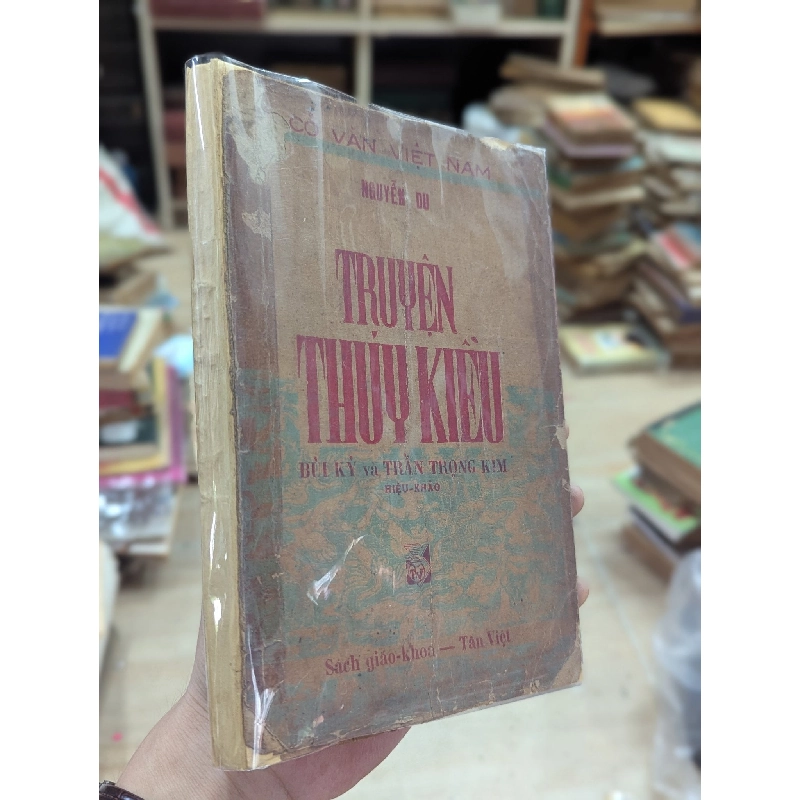 CỔ VĂN VIỆT NAM
NGUYỄN DU
TRUYỆN
THÚY KIỀU
BÙI KỶ và TRẦN TRỌNG KIM
HIỆU-KHẢO
Sách giáo-khoa — Tân Việt